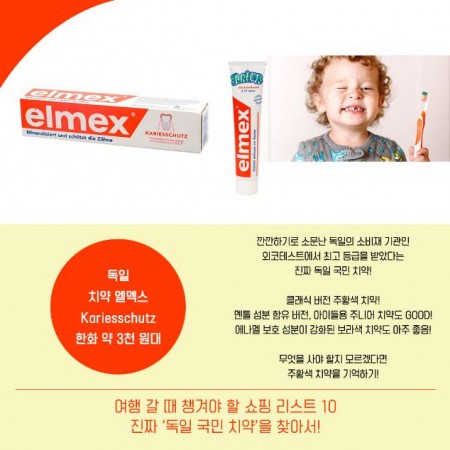 elmex
Mineralisiert und schützt die Zähne
KARIESSCHUTZ
JUNIOR
elmex
독일
치약 엘멕스
Kariesschutz
한화 약 3천 원대
깐깐하기로 소문난 독일의 소비재 기관인
외코테스트에서 최고 등급을 받았다는
진짜 독일 국민 치약!
클래식 버전 주황색 치약!
멘톨 성분 함유 버전, 아이들용 주니어 치약도 GOOD!
에나멜 보호 성분이 강화된 보라색 치약도 아주 좋음!
무엇을 사야 할지 모르겠다면
주황색 치약을 기억하기!
여행 갈 때 챙겨야 할 쇼핑 리스트 10
진짜 '독일 국민 치약'을 찾아서!